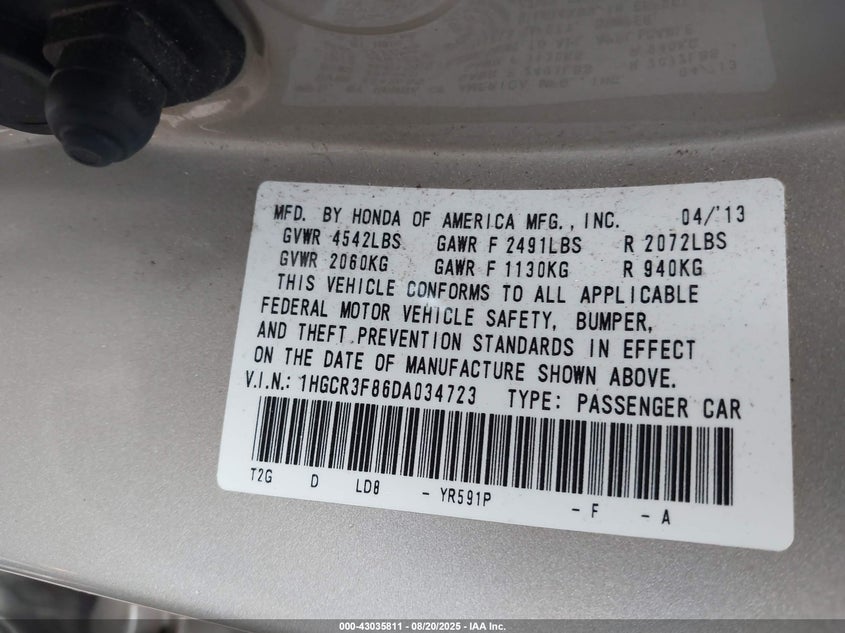 MFD. BY HONDA OF AMERICA MFG., INC. 04/'13
GVWR 4542LBS GAWR F 2491LBS R 2072LBS
GVWR 2060KG GAWR F 1130KG R 940KG
THIS VEHICLE CONFORMS TO ALL APPLICABLE
FEDERAL MOTOR VEHICLE SAFETY, BUMPER,
AND THEFT PREVENTION STANDARDS IN EFFECT
ON THE DATE OF MANUFACTURE SHOWN ABOVE.
V.I.N.: 1HGCR3F86DA034723 TYPE: PASSENGER CAR
T2G D LD8 - YR591P - F - A
000-43035811 - 08/20/2025 - IAA Inc.